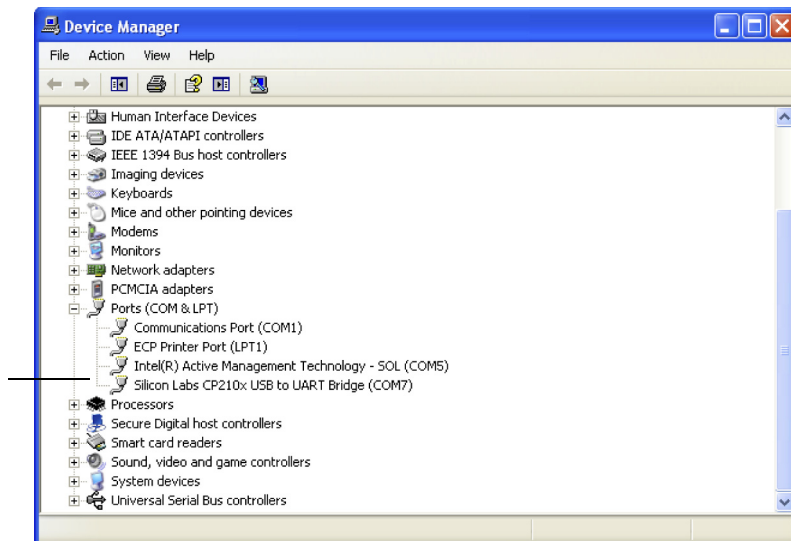 Device Manager
File Action View Help
Human Interface Devices
IDE ATA/ATAPI controllers
IEEE 1394 Bus host controllers
Imaging devices
Keyboards
Mice and other pointing devices
Modems
Monitors
Network adapters
PCMCIA adapters
Ports (COM & LPT)
Communications Port (COM1)
ECP Printer Port (LPT1)
Intel(R) Active Management Technology - SOL (COM5)
Silicon Labs CP210x USB to UART Bridge (COM7)
Processors
Secure Digital host controllers
Smart card readers
Sound, video and game controllers
System devices
Universal Serial Bus controllers